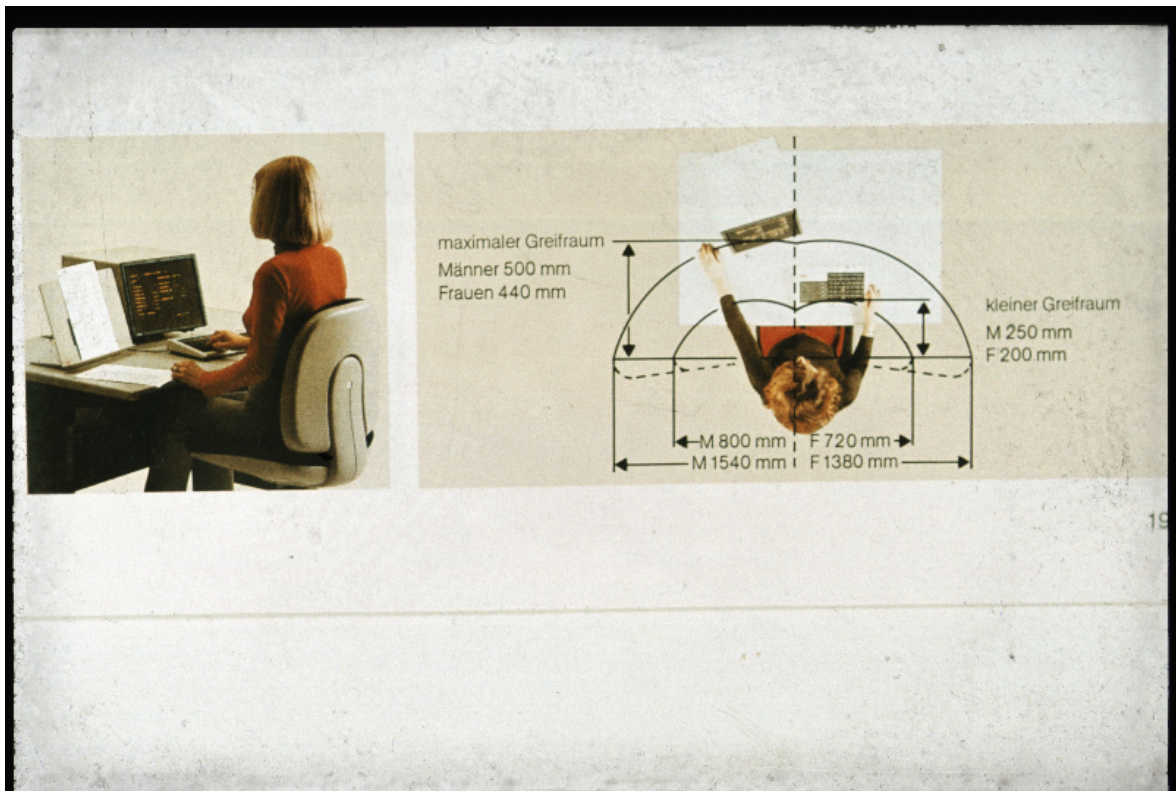 maximaler Greifraum
Männer 500 mm
Frauen 440 mm
kleiner Greifraum
M 250 mm
F 200 mm
M 800 mm F 720 mm
M 1540 mm F 1380 mm
19